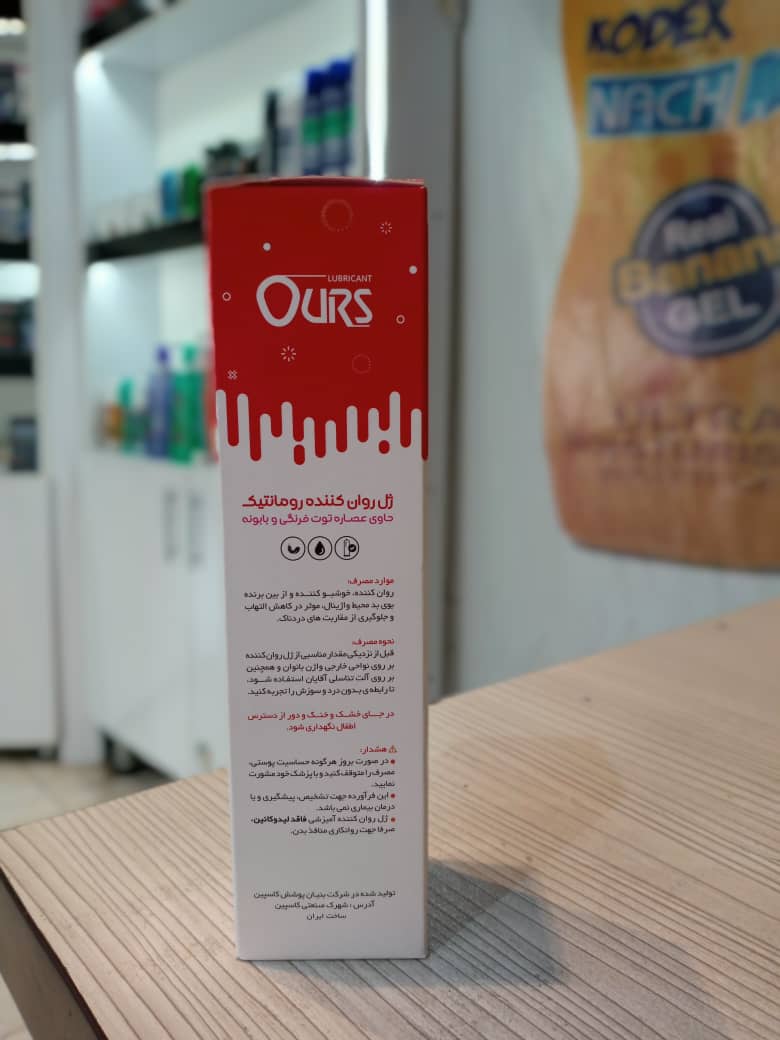 LUBRICANT
OURS
ژل روان کننده رومانتیک
حاوی عصاره توت فرنگی و بابونه
موارد مصرف:
روان کننده، خوشبو کننده و از بین برنده
بوی بد محیط واژینال، موثر در کاهش التهاب
و جلوگیری از مقاربت های دردناک.
نحوه مصرف:
قبل از نزدیکی مقدار مناسبی از ژل روان کننده
بر روی نواحی خارجی واژن بانوان و همچنین
بر روی آلت تناسلی آقایان استفاده شود.
تا رابطه ی بدون درد و سوزش را تجربه کنید.
در جای خشک و خنک و دور از دسترس
اطفال نگهداری شود.
هشدار:
در صورت بروز هرگونه حساسیت پوستی،
مصرف را متوقف کنید و با پزشک خود مشورت
نمایید.
این فرآورده جهت تشخیص، پیشگیری و یا
درمان بیماری نمی باشد.
ژل روان کننده آمیزشی فاقد لیدوکائین،
صرفا جهت روانکاری منافذ بدن.
تولید شده در شرکت بنیان پوشش کاسپین
آدرس : شهرک صنعتی کاسپین
ساخت ایران
KODEX
NACH
Real
Banana
GEL
ULTRA